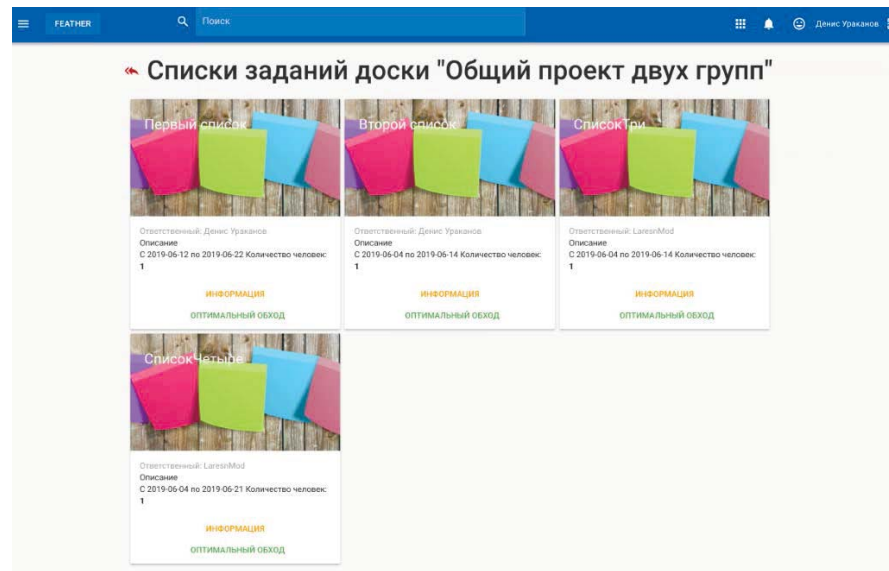 FEATHER
Поиск
Денис Ураканов
Списки заданий доски "Общий проект двух групп"
Первый список
Второй список
СписокТри
Ответственный: Денис Ураканов
Описание
С 2019-06-12 по 2019-06-22 Количество человек:
1
ИНФОРМАЦИЯ
ОПТИМАЛЬНЫЙ ОБХОД
Ответственный: Денис Ураканов
Описание
С 2019-06-04 по 2019-06-14 Количество человек:
1
ИНФОРМАЦИЯ
ОПТИМАЛЬНЫЙ ОБХОД
Ответственный: LaresnMod
Описание
С 2019-06-04 по 2019-06-14 Количество человек:
1
ИНФОРМАЦИЯ
ОПТИМАЛЬНЫЙ ОБХОД
СписокЧетыре
Ответственный: LaresnMod
Описание
С 2019-06-04 по 2019-06-21 Количество человек:
1
ИНФОРМАЦИЯ
ОПТИМАЛЬНЫЙ ОБХОД